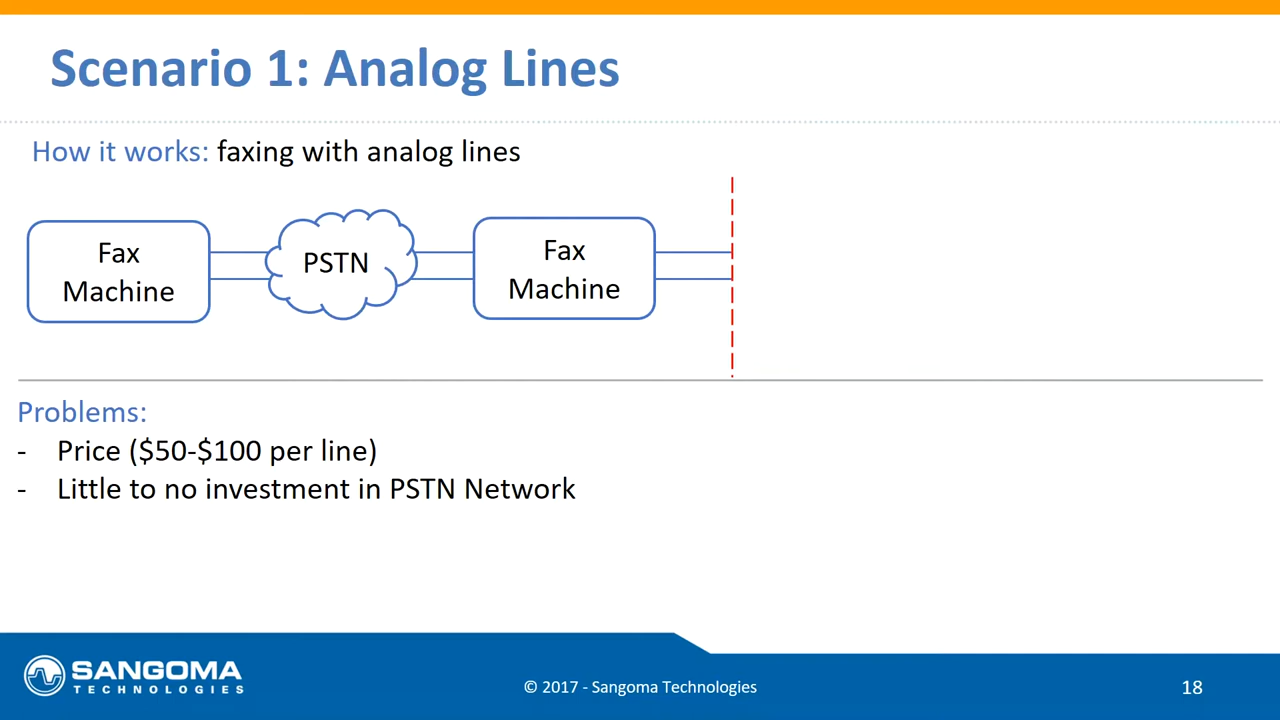 Scenario 1: Analog Lines
How it works: faxing with analog lines
Fax
Machine
PSTN
Fax
Machine
Problems:
- Price ($50-$100 per line)
- Little to no investment in PSTN Network
SANGOMA
TECHNOLOGIES
© 2017 - Sangoma Technologies
18